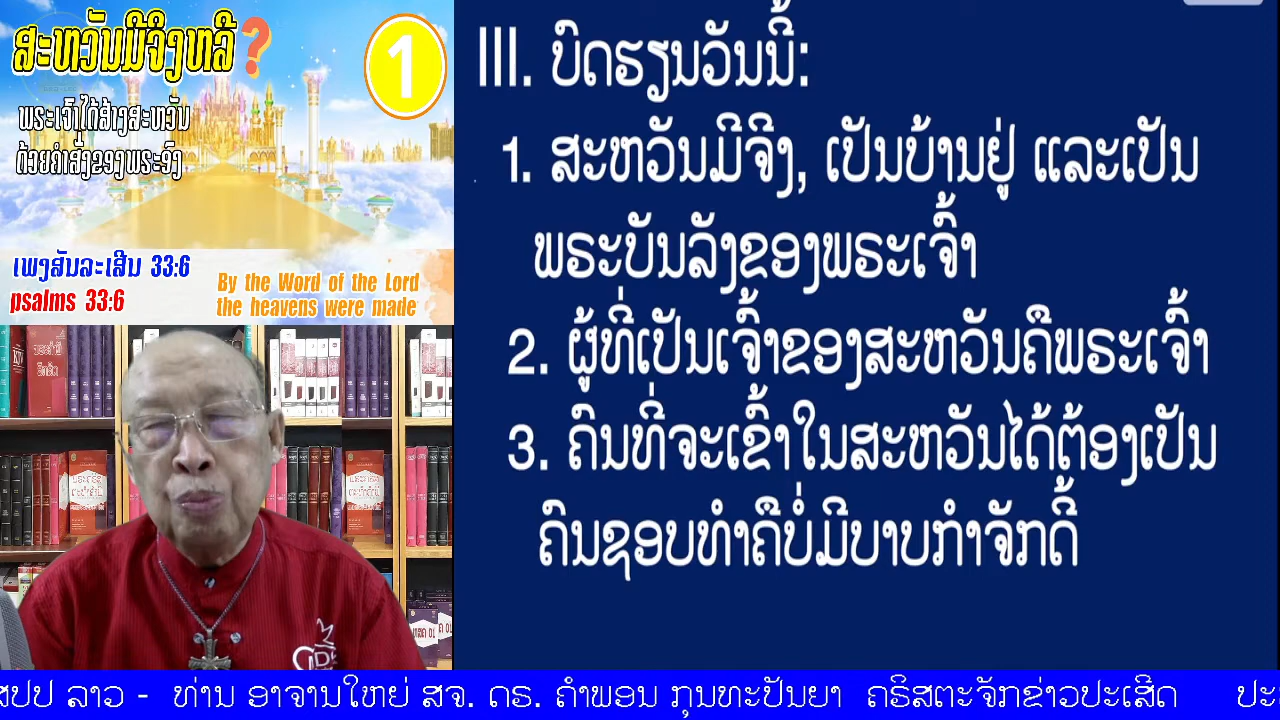 ສະຫວັນມີຈິງຫລື?
1
ພຣະເຈົ້າໄດ້ສ້າງສະຫວັນ
ດ້ວຍຄຳສັ່ງຂອງພຣະອົງ
ເພງສັນລະເສີນ 33:6
psalms 33:6
By the Word of the Lord
the heavens were made
III. ບົດຮຽນວັນນີ້:
1. ສະຫວັນມີຈີງ, ເປັນບ້ານຢູ່ ແລະເປັນ
ພຣະບັນລັງຂອງພຣະເຈົ້າ
2. ຜູ້ທີ່ເປັນເຈົ້າຂອງສະຫວັນຄືພຣະເຈົ້າ
3. ຄົນທີ່ຈະເຂົ້າໃນສະຫວັນໄດ້ຕ້ອງເປັນ
ຄົນຊອບທຳຄືບໍ່ມີບາບກຳຈັກດີ້
ສປປ ລາວ - ທ່ານ ອາຈານໃຫຍ່ ສຈ. ດຣ. ຄຳພອນ ກຸນທະປັນຍາ ຄຣິສຕະຈັກຂ່າວປະເສີດ ປະ